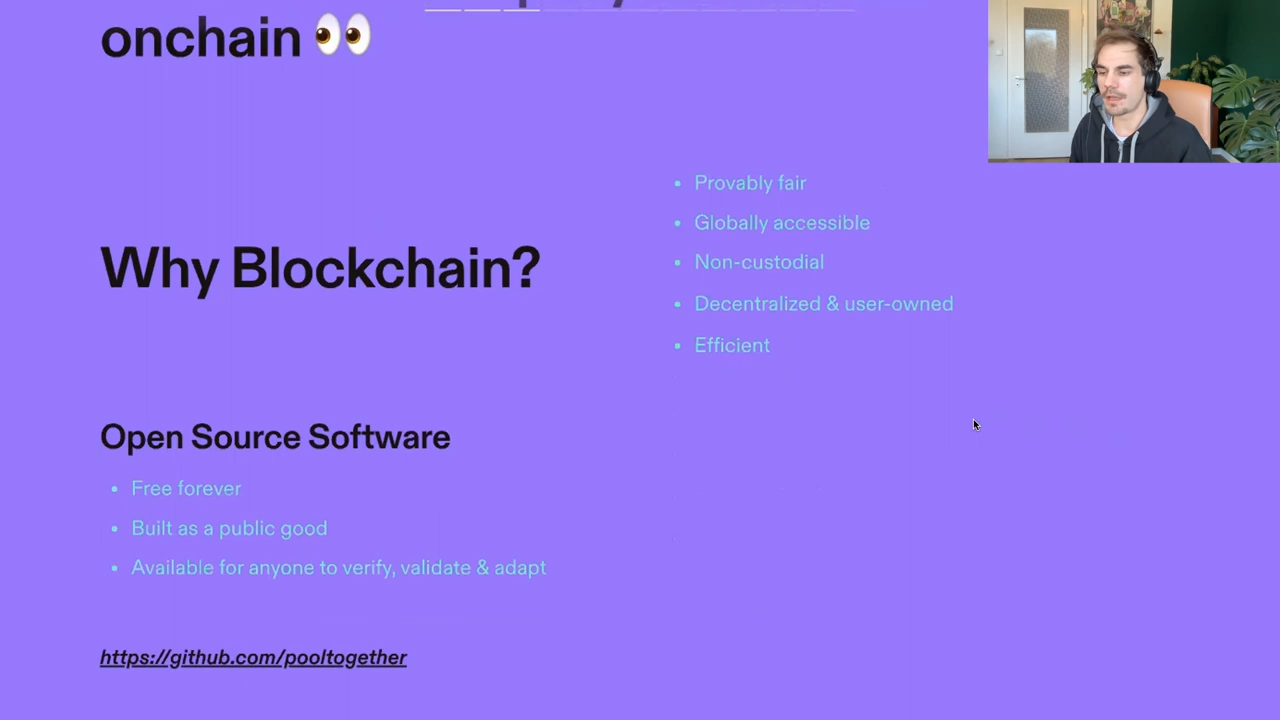 onchain 👀
Why Blockchain?
• Provably fair
• Globally accessible
• Non-custodial
• Decentralized & user-owned
• Efficient
Open Source Software
• Free forever
• Built as a public good
• Available for anyone to verify, validate & adapt
https://github.com/pooltogether